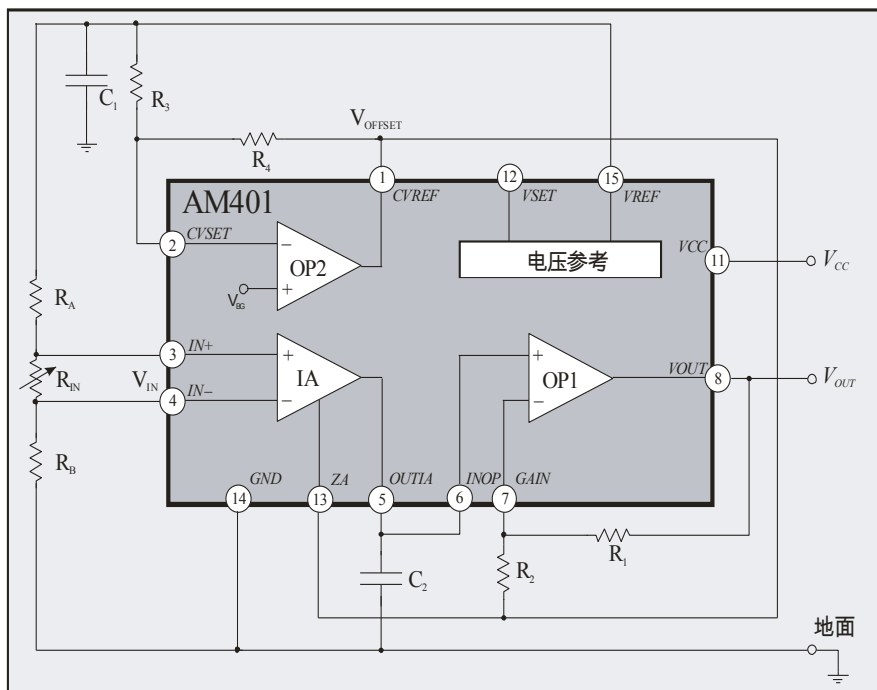 C1
R3
VOFFSET
R4
1
12
15
AM401
CVREF
VSET
VREF
2
CVSET
−
OP2
+
VBG
电压参考
VCC
11
VCC
RA
3
IN+
+
IA
−
RIN
VIN
4
IN−
+
OP1
−
VOUT
8
VOUT
RB
GND
ZA
OUTIA
INOP
GAIN
14
13
5
6
7
R1
C2
R2
地面